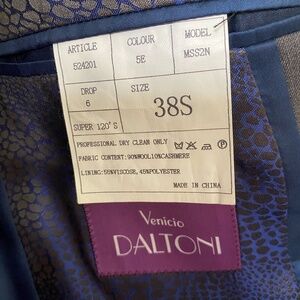 ARTICLE COLOUR MODEL
524201 5E MSS2N
DROP SIZE
6 38S
SUPER 120'S
PROFESSIONAL DRY CLEAN ONLY
FABRIC CONTENT:90%WOOL10%CASHMERE
LINING:55%VISCOSE,45%POLYESTER
MADE IN CHINA
Venicio
DALTONI